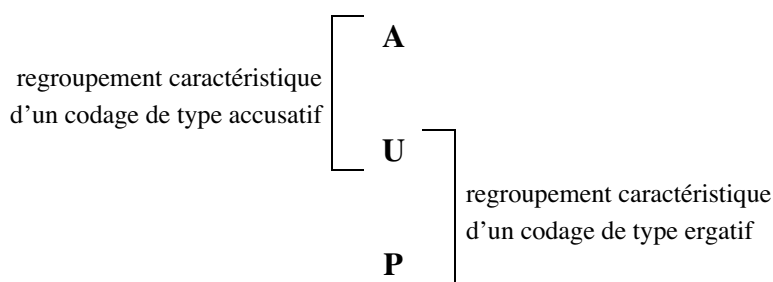 A
regroupement caractéristique
d’un codage de type accusatif
U
regroupement caractéristique
d’un codage de type ergatif
P